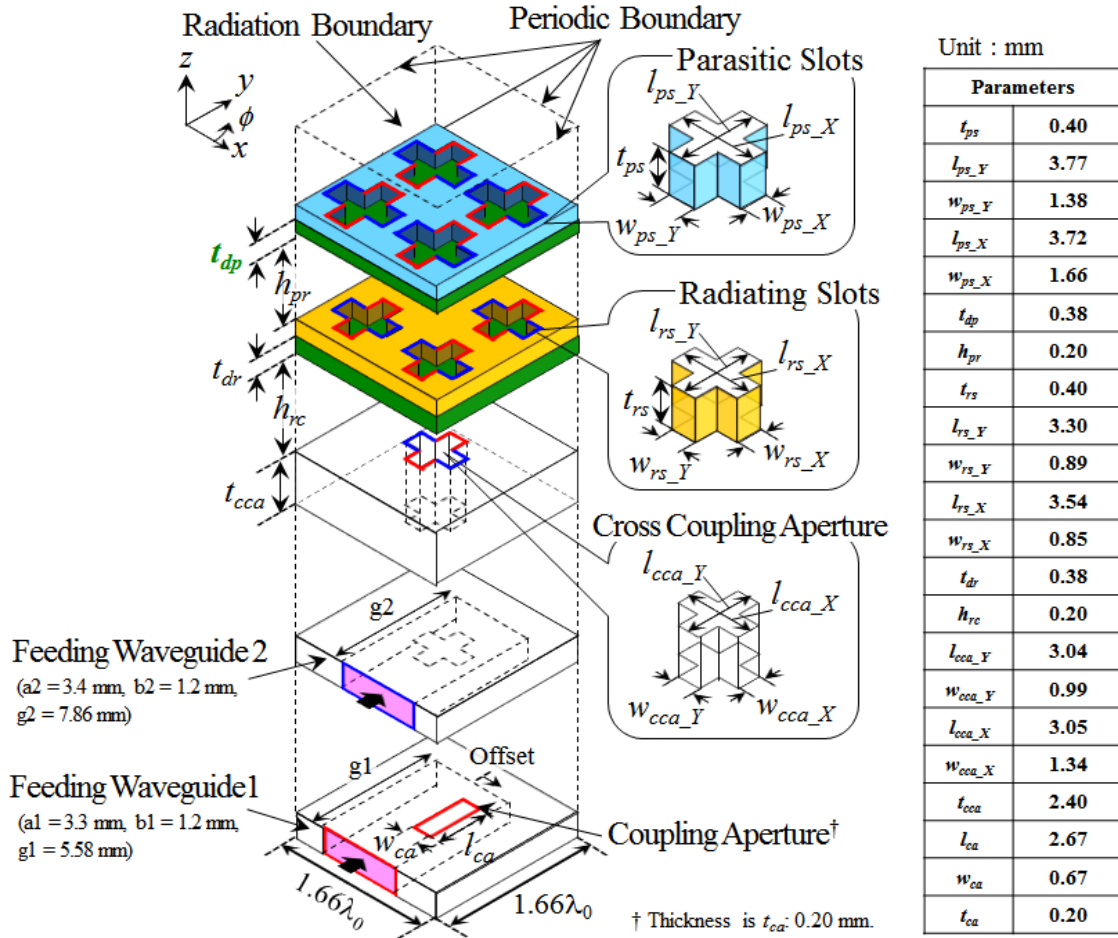 Radiation Boundary
Periodic Boundary
z
y
ϕ
x
Parasitic Slots
l_ps_Y
l_ps_X
t_ps
w_ps_Y
w_ps_X
t_dp
h_pr
Radiating Slots
l_rs_Y
l_rs_X
t_rs
w_rs_Y
w_rs_X
t_dr
h_rc
t_cca
Cross Coupling Aperture
l_cca_Y
l_cca_X
w_cca_Y
w_cca_X
g2
Feeding Waveguide 2
(a2 = 3.4 mm, b2 = 1.2 mm,
g2 = 7.86 mm)
g1
Offset
Feeding Waveguide1
(a1 = 3.3 mm, b1 = 1.2 mm,
g1 = 5.58 mm)
w_ca
l_ca
Coupling Aperture†
1.66λ_0
1.66λ_0
† Thickness is t_ca: 0.20 mm.
Unit : mm
Parameters
t_ps 0.40
l_ps_Y 3.77
w_ps_Y 1.38
l_ps_X 3.72
w_ps_X 1.66
t_dp 0.38
h_pr 0.20
t_rs 0.40
l_rs_Y 3.30
w_rs_Y 0.89
l_rs_X 3.54
w_rs_X 0.85
t_dr 0.38
h_rc 0.20
l_cca_Y 3.04
w_cca_Y 0.99
l_cca_X 3.05
w_cca_X 1.34
t_cca 2.40
l_ca 2.67
w_ca 0.67
t_ca 0.20